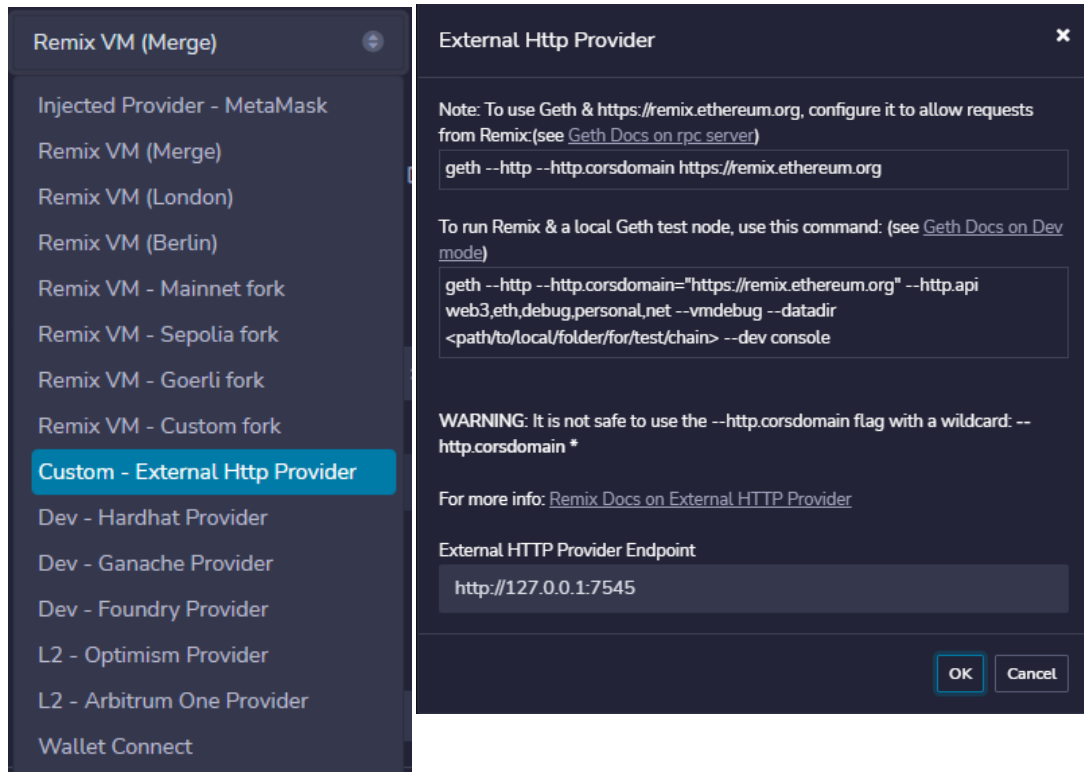 Remix VM (Merge)
Injected Provider - MetaMask
Remix VM (Merge)
Remix VM (London)
Remix VM (Berlin)
Remix VM - Mainnet fork
Remix VM - Sepolia fork
Remix VM - Goerli fork
Remix VM - Custom fork
Custom - External Http Provider
Dev - Hardhat Provider
Dev - Ganache Provider
Dev - Foundry Provider
L2 - Optimism Provider
L2 - Arbitrum One Provider
Wallet Connect
External Http Provider
Note: To use Geth & https://remix.ethereum.org, configure it to allow requests
from Remix:(see Geth Docs on rpc server)
geth --http --http.corsdomain https://remix.ethereum.org
To run Remix & a local Geth test node, use this command: (see Geth Docs on Dev
mode)
geth --http --http.corsdomain="https://remix.ethereum.org" --http.api
web3,eth,debug,personal,net --vmdebug --datadir
<path/to/local/folder/for/test/chain> --dev console
WARNING: It is not safe to use the --http.corsdomain flag with a wildcard: --
http.corsdomain *
For more info: Remix Docs on External HTTP Provider
External HTTP Provider Endpoint
http://127.0.0.1:7545
OK
Cancel